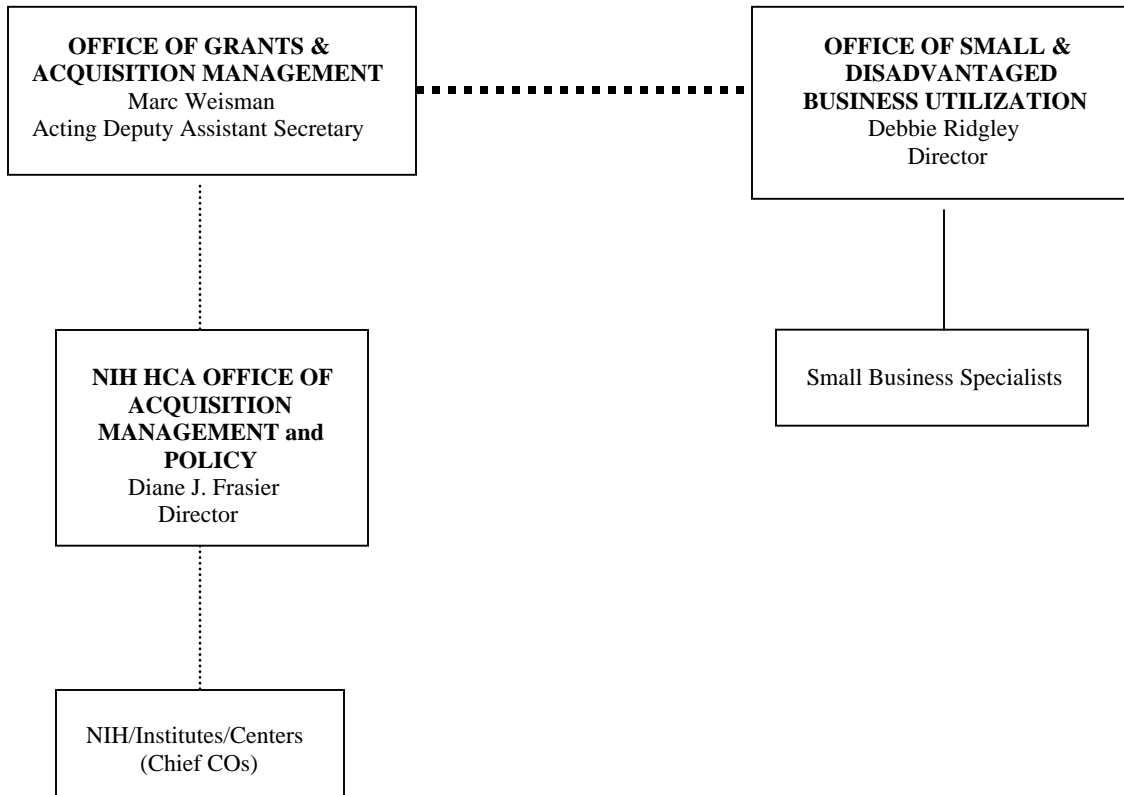 OFFICE OF GRANTS &
ACQUISITION MANAGEMENT
Marc Weisman
Acting Deputy Assistant Secretary
OFFICE OF SMALL &
DISADVANTAGED
BUSINESS UTILIZATION
Debbie Ridgley
Director
NIH HCA OFFICE OF
ACQUISITION
MANAGEMENT and
POLICY
Diane J. Frasier
Director
Small Business Specialists
NIH/Institutes/Centers
(Chief COs)